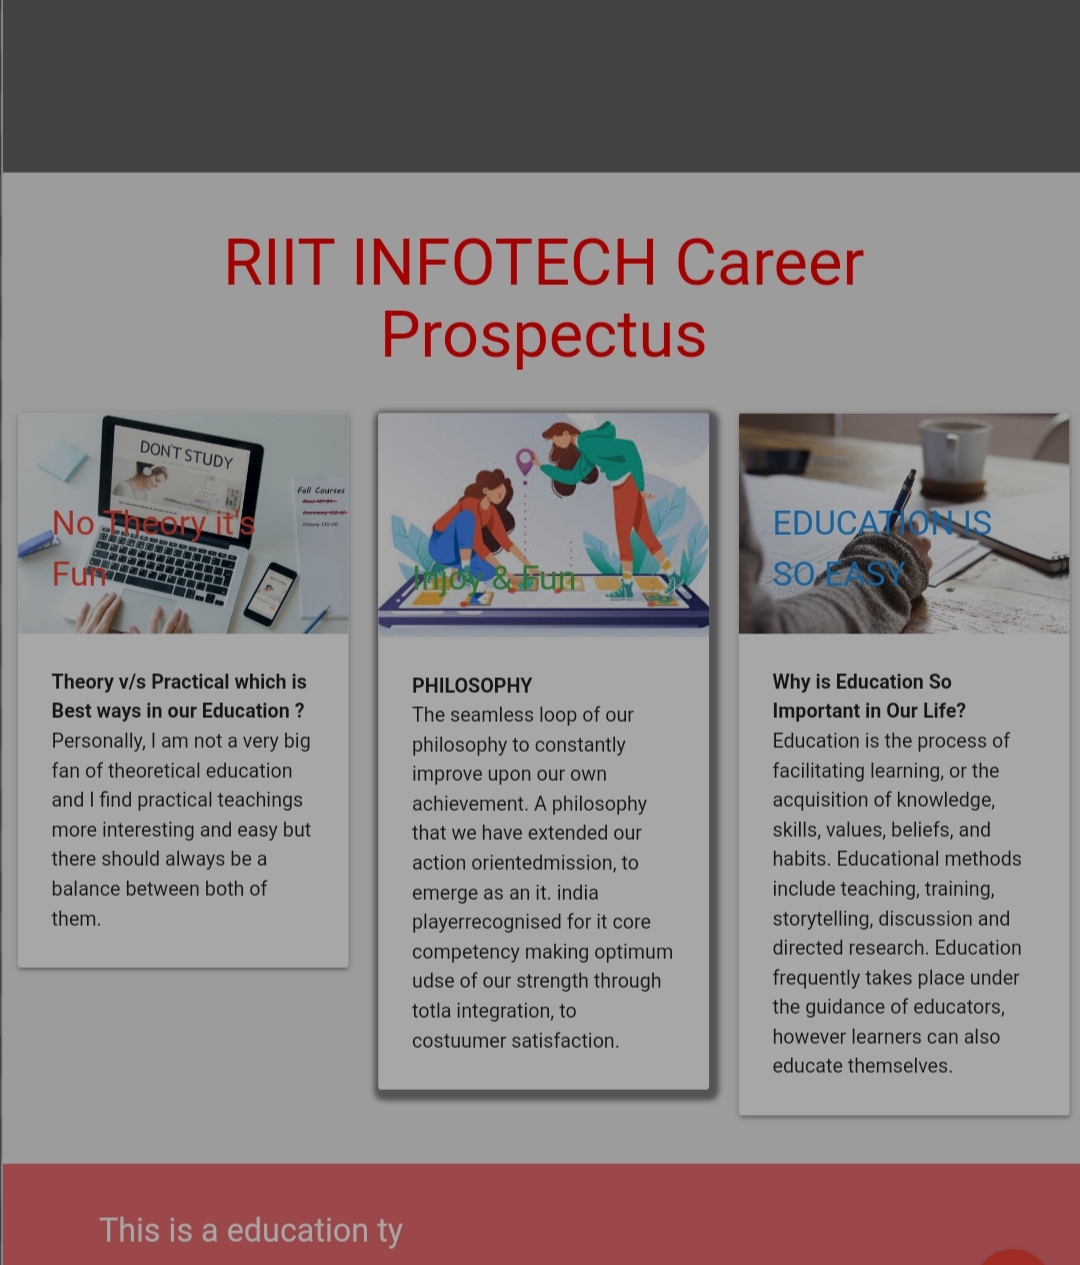 RIIT INFOTECH Career
Prospectus
DON'T STUDY
Fall Courses
No Theory it's
Fun
Theory v/s Practical which is
Best ways in our Education ?
Personally, I am not a very big
fan of theoretical education
and I find practical teachings
more interesting and easy but
there should always be a
balance between both of
them.
Injoy & Fun
PHILOSOPHY
The seamless loop of our
philosophy to constantly
improve upon our own
achievement. A philosophy
that we have extended our
action orientedmission, to
emerge as an it. india
playerrecognised for it core
competency making optimum
udse of our strength through
totla integration, to
costuumer satisfaction.
EDUCATION IS
SO EASY
Why is Education So
Important in Our Life?
Education is the process of
facilitating learning, or the
acquisition of knowledge,
skills, values, beliefs, and
habits. Educational methods
include teaching, training,
storytelling, discussion and
directed research. Education
frequently takes place under
the guidance of educators,
however learners can also
educate themselves.
This is a education ty